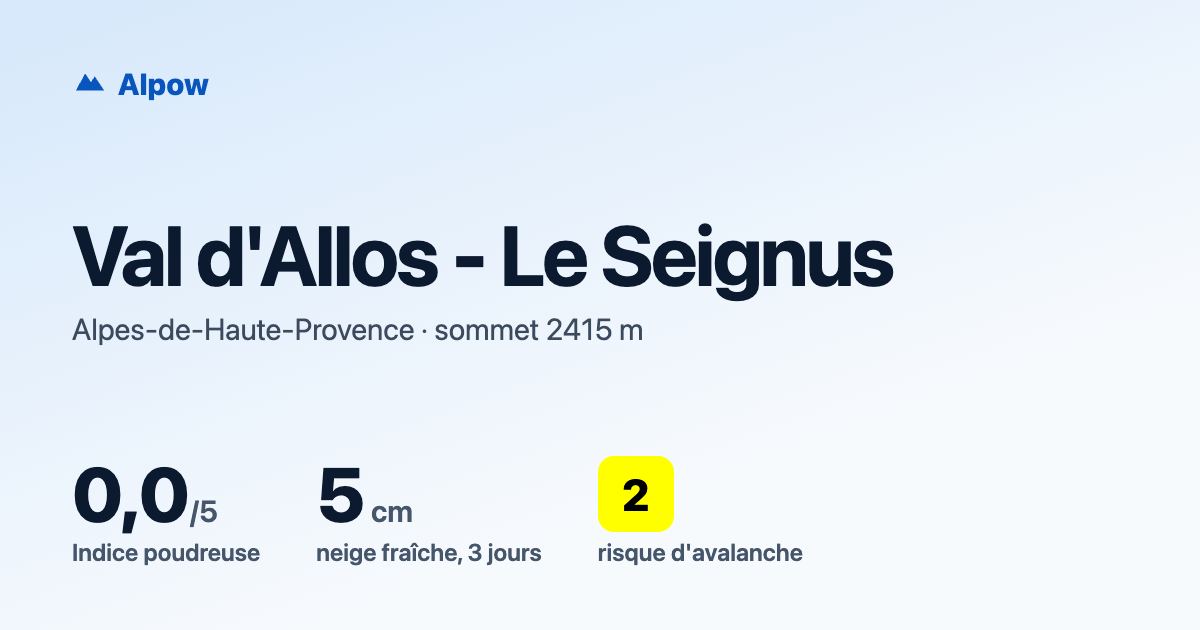 Alpow
Val d'Allos - Le Seignus
Alpes-de-Haute-Provence · sommet 2415 m
0,0/5
Indice poudreuse
5 cm
neige fraîche, 3 jours
2
risque d'avalanche